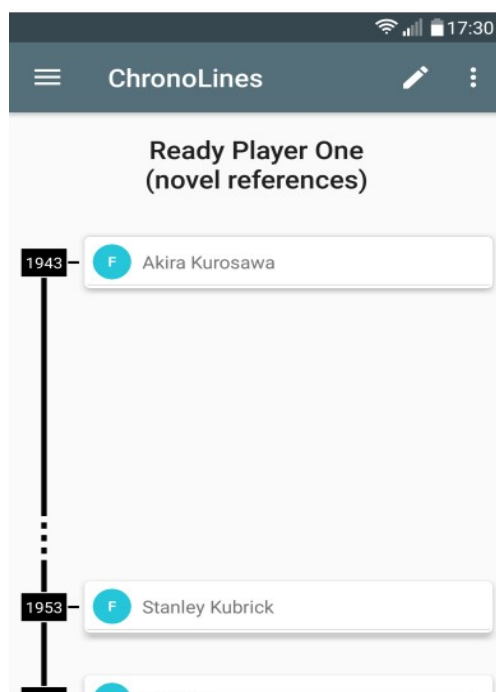 17:30
ChronoLines
Ready Player One
(novel references)
1943 F Akira Kurosawa
1953 F Stanley Kubrick